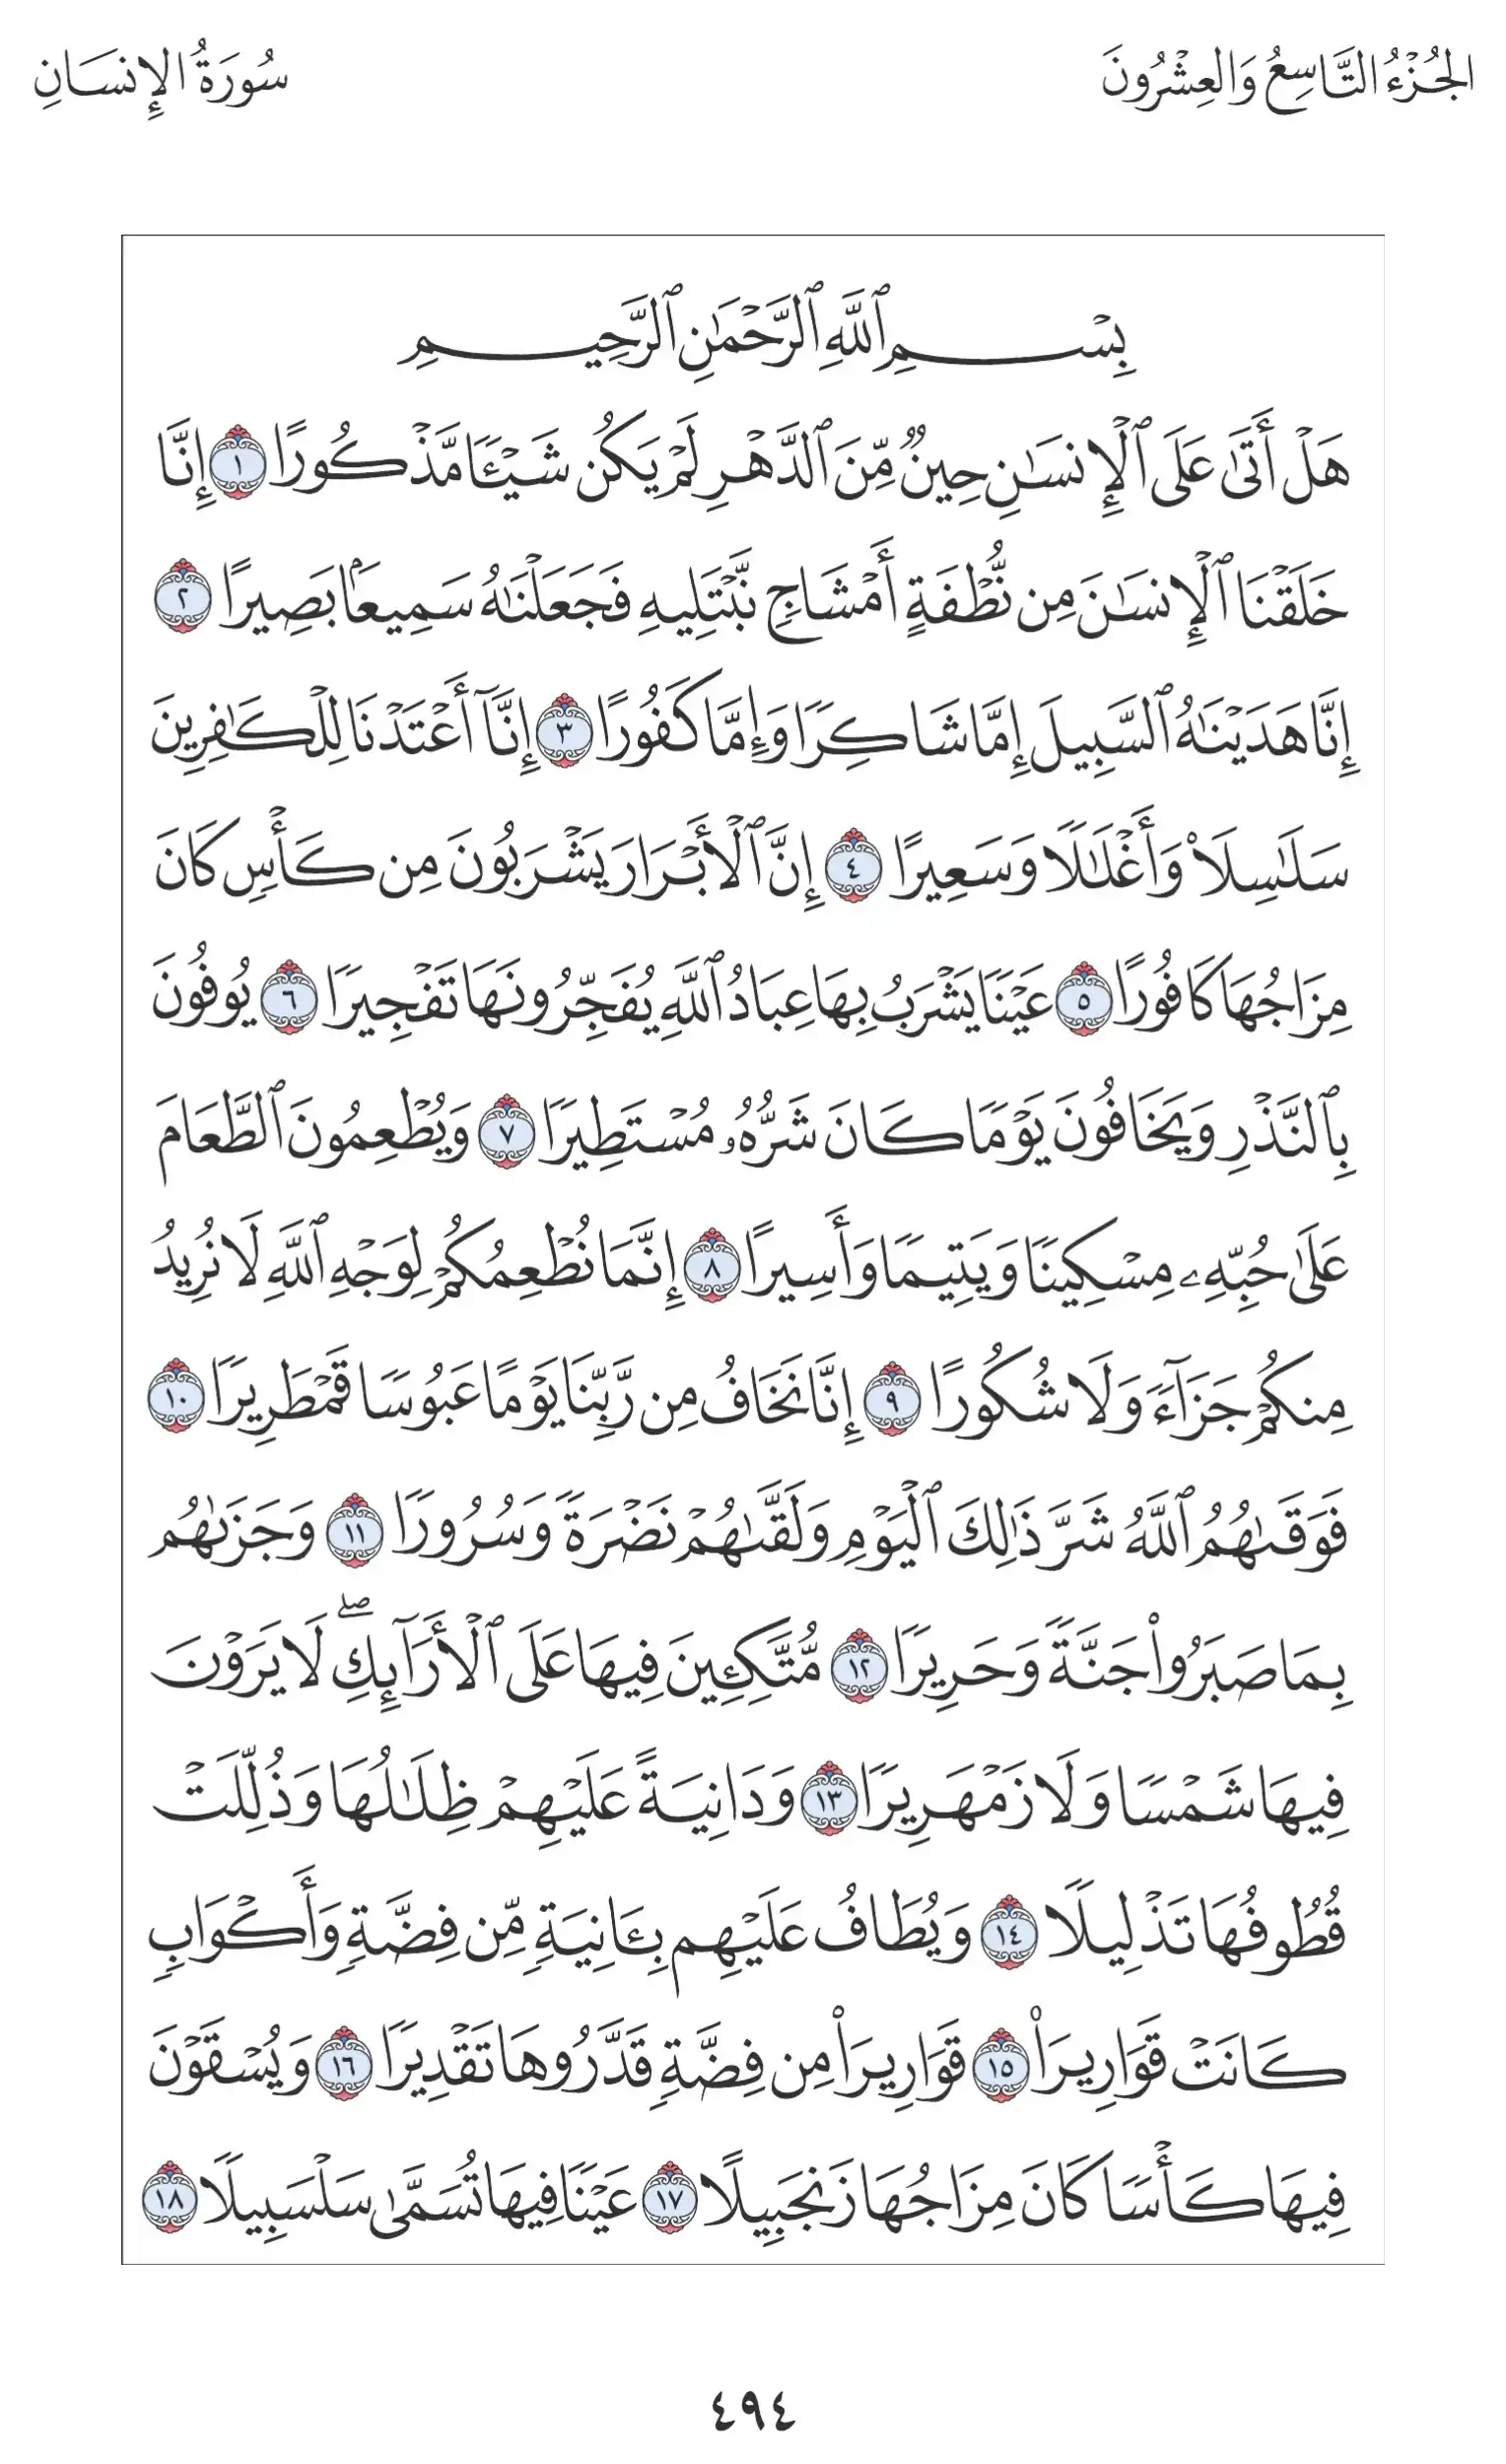 الجُزْءُ التَّاسِعُ وَالعِشْرُونَ
سُورَةُ الإِنسَانِ
بِسْمِ ٱللَّهِ ٱلرَّحْمَٰنِ ٱلرَّحِيمِ
هَلْ أَتَىٰ عَلَى ٱلْإِنسَٰنِ حِينٌ مِّنَ ٱلدَّهْرِ لَمْ يَكُن شَيْـًٔا مَّذْكُورًا ١ إِنَّا
خَلَقْنَا ٱلْإِنسَٰنَ مِن نُّطْفَةٍ أَمْشَاجٍ نَّبْتَلِيهِ فَجَعَلْنَٰهُ سَمِيعًۢا بَصِيرًا ٢
إِنَّا هَدَيْنَٰهُ ٱلسَّبِيلَ إِمَّا شَاكِرًا وَإِمَّا كَفُورًا ٣ إِنَّآ أَعْتَدْنَا لِلْكَٰفِرِينَ
سَلَٰسِلَا۟ وَأَغْلَٰلًا وَسَعِيرًا ٤ إِنَّ ٱلْأَبْرَارَ يَشْرَبُونَ مِن كَأْسٍ كَانَ
مِزَاجُهَا كَافُورًا ٥ عَيْنًا يَشْرَبُ بِهَا عِبَادُ ٱللَّهِ يُفَجِّرُونَهَا تَفْجِيرًا ٦ يُوفُونَ
بِٱلنَّذْرِ وَيَخَافُونَ يَوْمًا كَانَ شَرُّهُۥ مُسْتَطِيرًا ٧ وَيُطْعِمُونَ ٱلطَّعَامَ
عَلَىٰ حُبِّهِۦ مِسْكِينًا وَيَتِيمًا وَأَسِيرًا ٨ إِنَّمَا نُطْعِمُكُمْ لِوَجْهِ ٱللَّهِ لَا نُرِيدُ
مِنكُمْ جَزَآءً وَلَا شُكُورًا ٩ إِنَّا نَخَافُ مِن رَّبِّنَا يَوْمًا عَبُوسًا قَمْطَرِيرًا ١٠
فَوَقَىٰهُمُ ٱللَّهُ شَرَّ ذَٰلِكَ ٱلْيَوْمِ وَلَقَّىٰهُمْ نَضْرَةً وَسُرُورًا ١١ وَجَزَىٰهُم
بِمَا صَبَرُوا۟ جَنَّةً وَحَرِيرًا ١٢ مُّتَّكِـِٔينَ فِيهَا عَلَى ٱلْأَرَآئِكِ ۖ لَا يَرَوْنَ
فِيهَا شَمْسًا وَلَا زَمْهَرِيرًا ١٣ وَدَانِيَةً عَلَيْهِمْ ظِلَٰلُهَا وَذُلِّلَتْ
قُطُوفُهَا تَذْلِيلًا ١٤ وَيُطَافُ عَلَيْهِم بِـَٔانِيَةٍ مِّن فِضَّةٍ وَأَكْوَابٍ
كَانَتْ قَوَارِيرَا۠ ١٥ قَوَارِيرَا۟ مِن فِضَّةٍ قَدَّرُوهَا تَقْدِيرًا ١٦ وَيُسْقَوْنَ
فِيهَا كَأْسًا كَانَ مِزَاجُهَا زَنجَبِيلًا ١٧ عَيْنًا فِيهَا تُسَمَّىٰ سَلْسَبِيلًا ١٨
٤٩٤